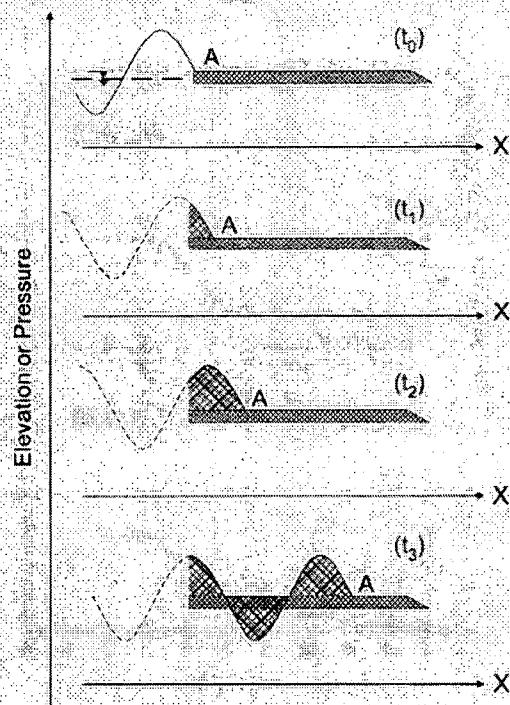 Elevation or Pressure
A
(t₀)
X
A
(t₁)
X
A
(t₂)
X
A
(t₃)
X